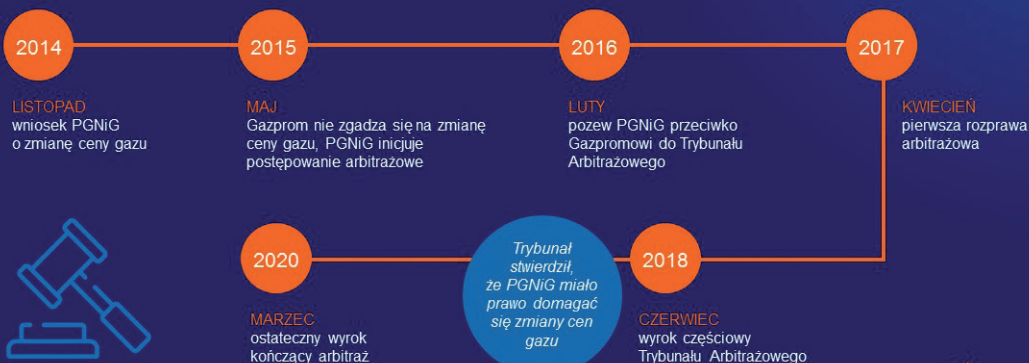 2014
LISTOPAD
wniosek PGNiG
o zmianę ceny gazu
2015
MAJ
Gazprom nie zgadza się na zmianę
ceny gazu, PGNiG inicjuje
postępowanie arbitrażowe
2016
LUTY
pozew PGNiG przeciwko
Gazpromowi do Trybunału
Arbitrażowego
2017
KWIECIEŃ
pierwsza rozprawa
arbitrażowa
2018
CZERWIEC
wyrok częściowy
Trybunału Arbitrażowego
Trybunał
stwierdził,
że PGNiG miało
prawo domagać
się zmiany cen
gazu
2020
MARZEC
ostateczny wyrok
kończący arbitraż